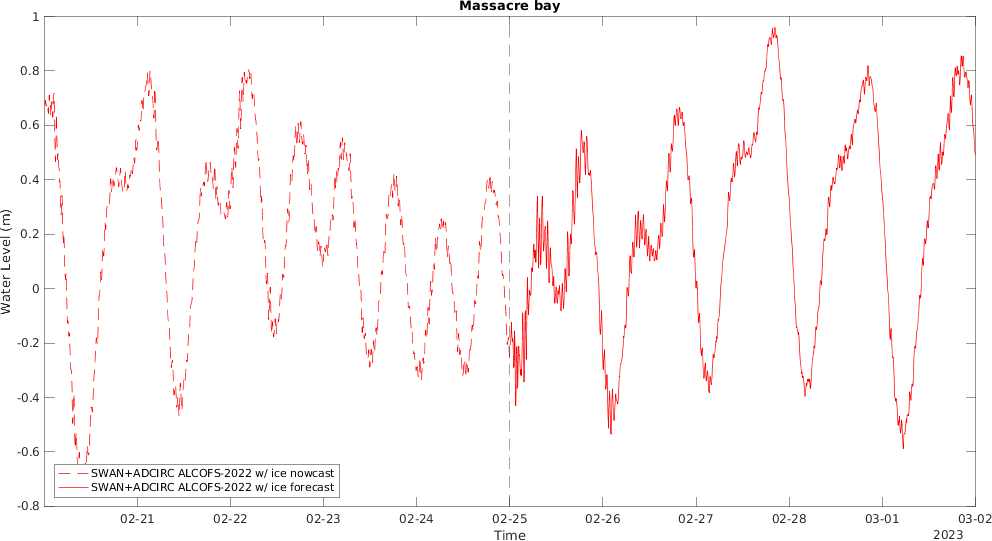 Massacre bay
Water Level (m)
1
0.8
0.6
0.4
0.2
0
-0.2
-0.4
-0.6
-0.8
SWAN+ADCIRC ALCOFS-2022 w/ ice nowcast
SWAN+ADCIRC ALCOFS-2022 w/ ice forecast
02-21 02-22 02-23 02-24 02-25 02-26 02-27 02-28 03-01 03-02
Time
2023